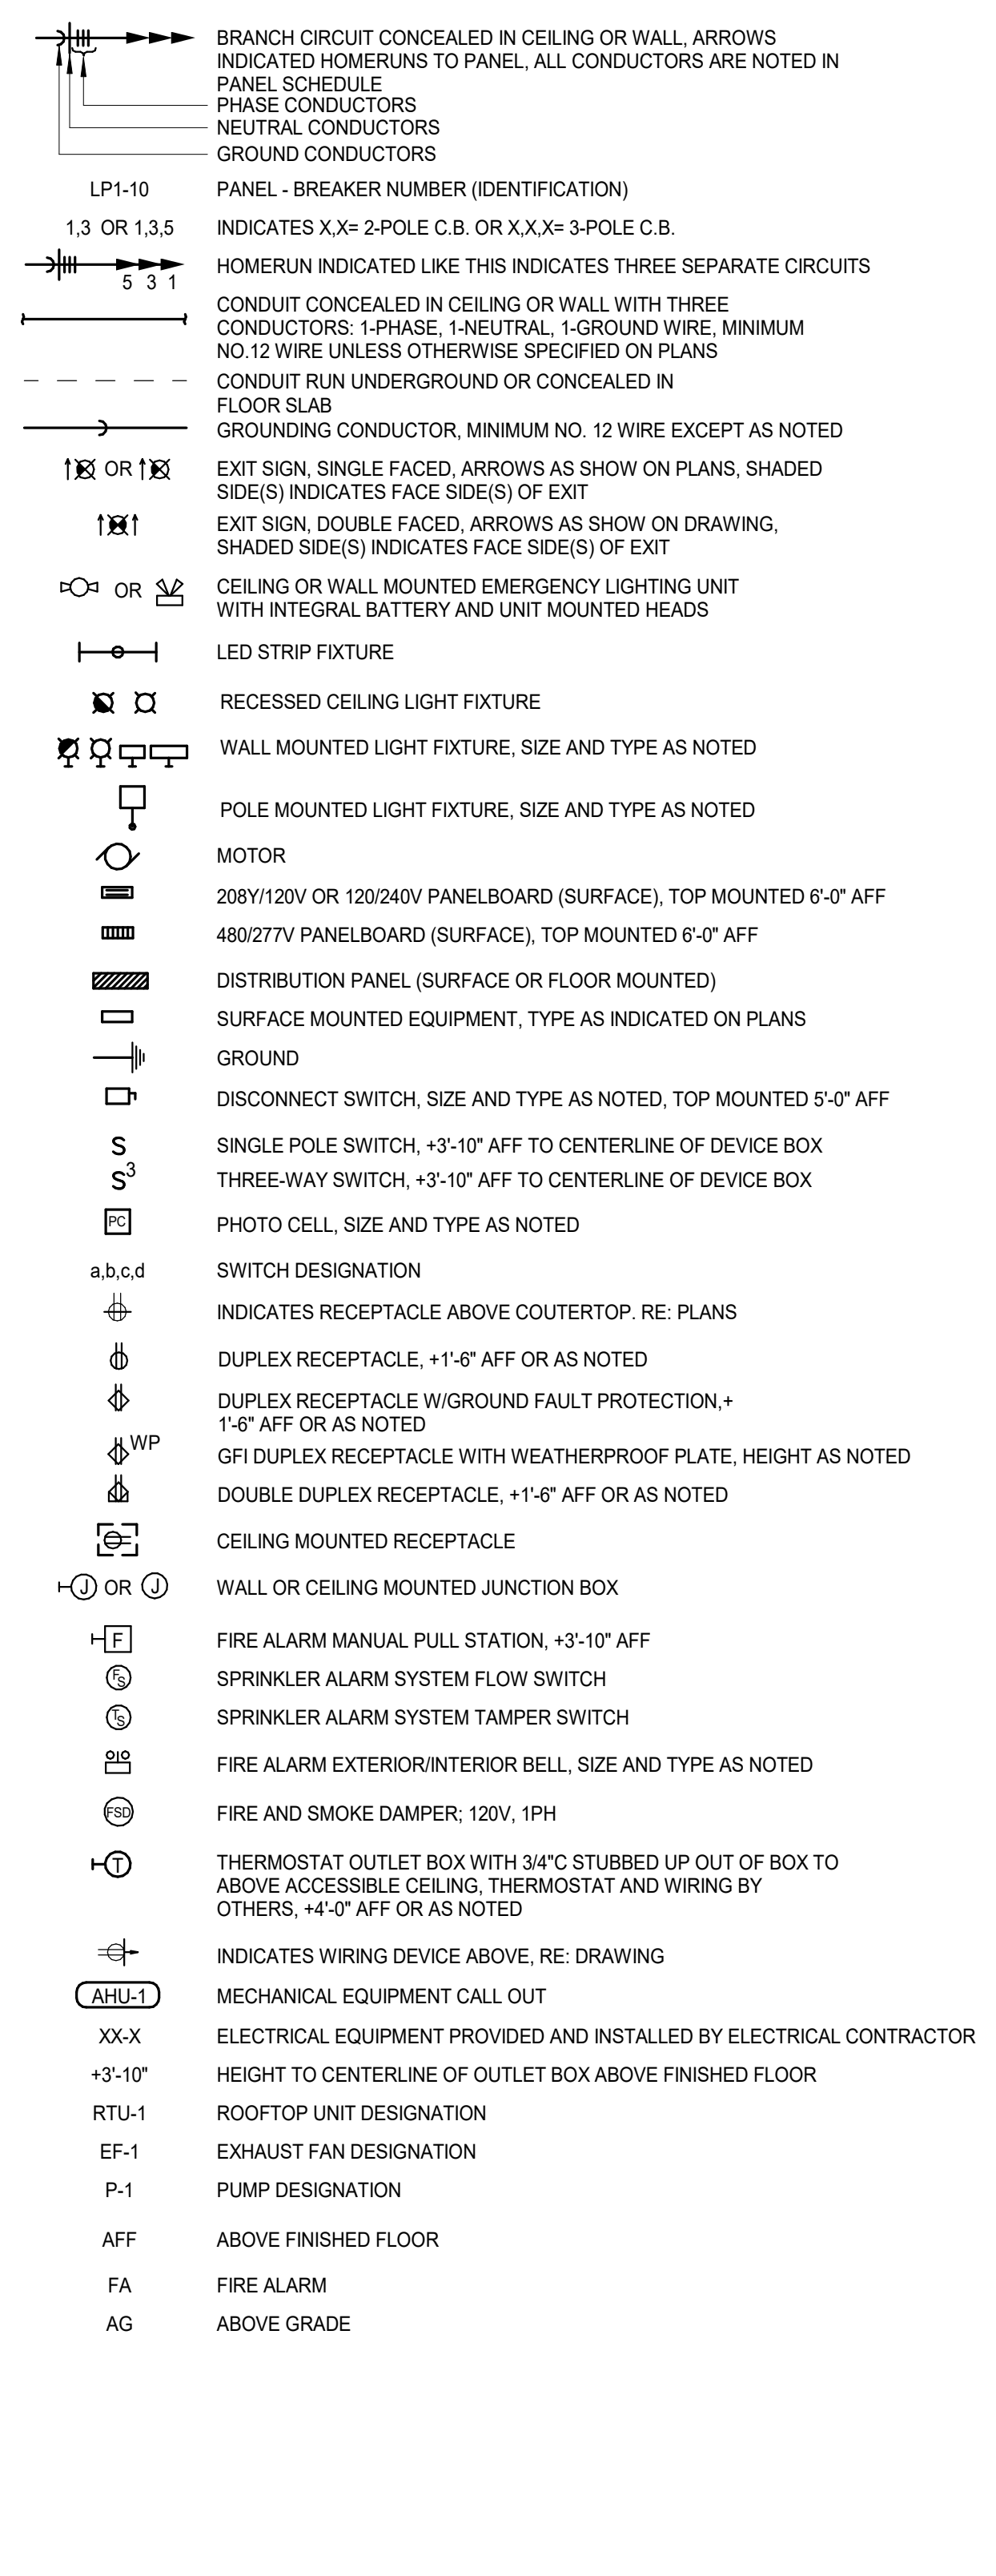 BRANCH CIRCUIT CONCEALED IN CEILING OR WALL, ARROWS
INDICATED HOMERUNS TO PANEL, ALL CONDUCTORS ARE NOTED IN
PANEL SCHEDULE
PHASE CONDUCTORS
NEUTRAL CONDUCTORS
GROUND CONDUCTORS
LP1-10 PANEL - BREAKER NUMBER (IDENTIFICATION)
1,3 OR 1,3,5 INDICATES X,X= 2-POLE C.B. OR X,X,X= 3-POLE C.B.
HOMERUN INDICATED LIKE THIS INDICATES THREE SEPARATE CIRCUITS
5 3 1
CONDUIT CONCEALED IN CEILING OR WALL WITH THREE
CONDUCTORS: 1-PHASE, 1-NEUTRAL, 1-GROUND WIRE, MINIMUM
NO.12 WIRE UNLESS OTHERWISE SPECIFIED ON PLANS
CONDUIT RUN UNDERGROUND OR CONCEALED IN
FLOOR SLAB
GROUNDING CONDUCTOR, MINIMUM NO. 12 WIRE EXCEPT AS NOTED
OR EXIT SIGN, SINGLE FACED, ARROWS AS SHOW ON PLANS, SHADED
SIDE(S) INDICATES FACE SIDE(S) OF EXIT
EXIT SIGN, DOUBLE FACED, ARROWS AS SHOW ON DRAWING,
SHADED SIDE(S) INDICATES FACE SIDE(S) OF EXIT
OR CEILING OR WALL MOUNTED EMERGENCY LIGHTING UNIT
WITH INTEGRAL BATTERY AND UNIT MOUNTED HEADS
LED STRIP FIXTURE
RECESSED CEILING LIGHT FIXTURE
WALL MOUNTED LIGHT FIXTURE, SIZE AND TYPE AS NOTED
POLE MOUNTED LIGHT FIXTURE, SIZE AND TYPE AS NOTED
MOTOR
208Y/120V OR 120/240V PANELBOARD (SURFACE), TOP MOUNTED 6'-0" AFF
480/277V PANELBOARD (SURFACE), TOP MOUNTED 6'-0" AFF
DISTRIBUTION PANEL (SURFACE OR FLOOR MOUNTED)
SURFACE MOUNTED EQUIPMENT, TYPE AS INDICATED ON PLANS
GROUND
DISCONNECT SWITCH, SIZE AND TYPE AS NOTED, TOP MOUNTED 5'-0" AFF
S SINGLE POLE SWITCH, +3'-10" AFF TO CENTERLINE OF DEVICE BOX
S3 THREE-WAY SWITCH, +3'-10" AFF TO CENTERLINE OF DEVICE BOX
PC PHOTO CELL, SIZE AND TYPE AS NOTED
a,b,c,d SWITCH DESIGNATION
INDICATES RECEPTACLE ABOVE COUTERTOP. RE: PLANS
DUPLEX RECEPTACLE, +1'-6" AFF OR AS NOTED
DUPLEX RECEPTACLE W/GROUND FAULT PROTECTION,+
1'-6" AFF OR AS NOTED
WP GFI DUPLEX RECEPTACLE WITH WEATHERPROOF PLATE, HEIGHT AS NOTED
DOUBLE DUPLEX RECEPTACLE, +1'-6" AFF OR AS NOTED
CEILING MOUNTED RECEPTACLE
J OR J WALL OR CEILING MOUNTED JUNCTION BOX
F FIRE ALARM MANUAL PULL STATION, +3'-10" AFF
FS SPRINKLER ALARM SYSTEM FLOW SWITCH
TS SPRINKLER ALARM SYSTEM TAMPER SWITCH
FIRE ALARM EXTERIOR/INTERIOR BELL, SIZE AND TYPE AS NOTED
FSD FIRE AND SMOKE DAMPER; 120V, 1PH
T THERMOSTAT OUTLET BOX WITH 3/4"C STUBBED UP OUT OF BOX TO
ABOVE ACCESSIBLE CEILING, THERMOSTAT AND WIRING BY
OTHERS, +4'-0" AFF OR AS NOTED
INDICATES WIRING DEVICE ABOVE, RE: DRAWING
AHU-1 MECHANICAL EQUIPMENT CALL OUT
XX-X ELECTRICAL EQUIPMENT PROVIDED AND INSTALLED BY ELECTRICAL CONTRACTOR
+3'-10" HEIGHT TO CENTERLINE OF OUTLET BOX ABOVE FINISHED FLOOR
RTU-1 ROOFTOP UNIT DESIGNATION
EF-1 EXHAUST FAN DESIGNATION
P-1 PUMP DESIGNATION
AFF ABOVE FINISHED FLOOR
FA FIRE ALARM
AG ABOVE GRADE